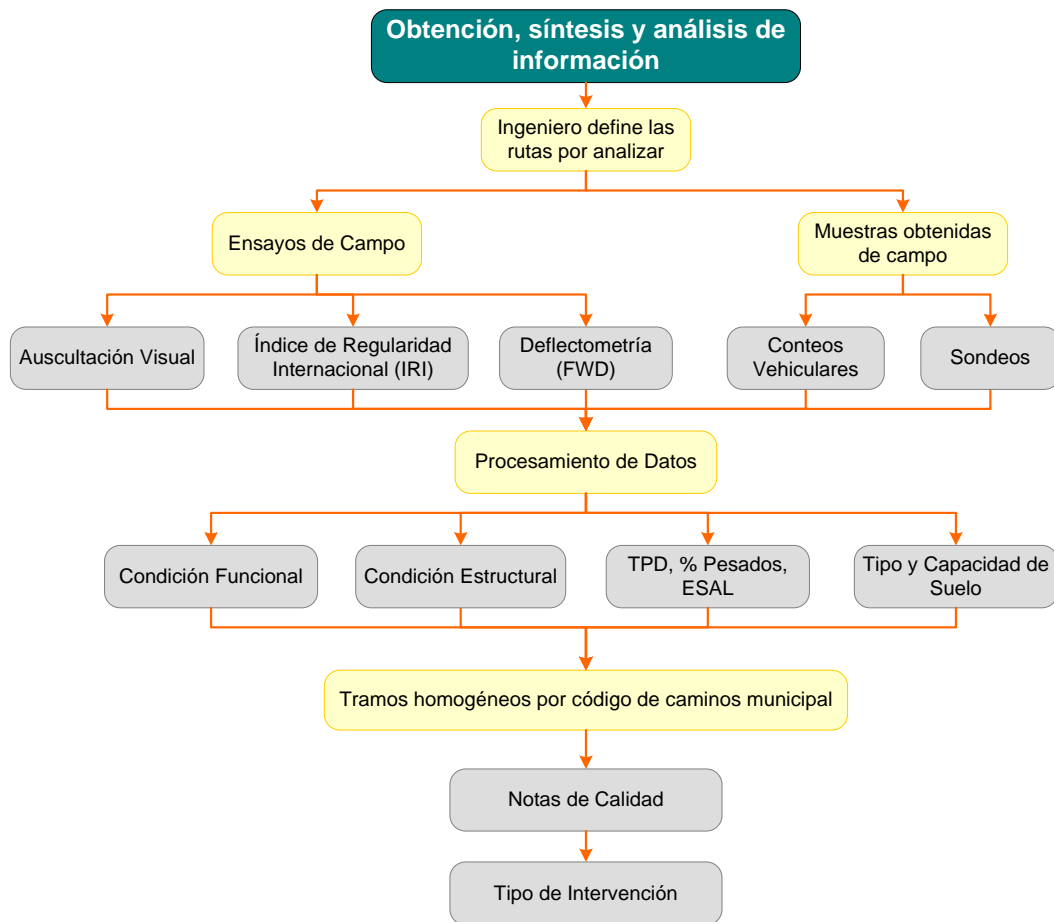 Obtención, síntesis y análisis de
información
Ingeniero define las
rutas por analizar
Ensayos de Campo
Muestras obtenidas
de campo
Auscultación Visual
Índice de Regularidad
Internacional (IRI)
Deflectometría
(FWD)
Conteos
Vehiculares
Sondeos
Procesamiento de Datos
Condición Funcional
Condición Estructural
TPD, % Pesados,
ESAL
Tipo y Capacidad de
Suelo
Tramos homogéneos por código de caminos municipal
Notas de Calidad
Tipo de Intervención